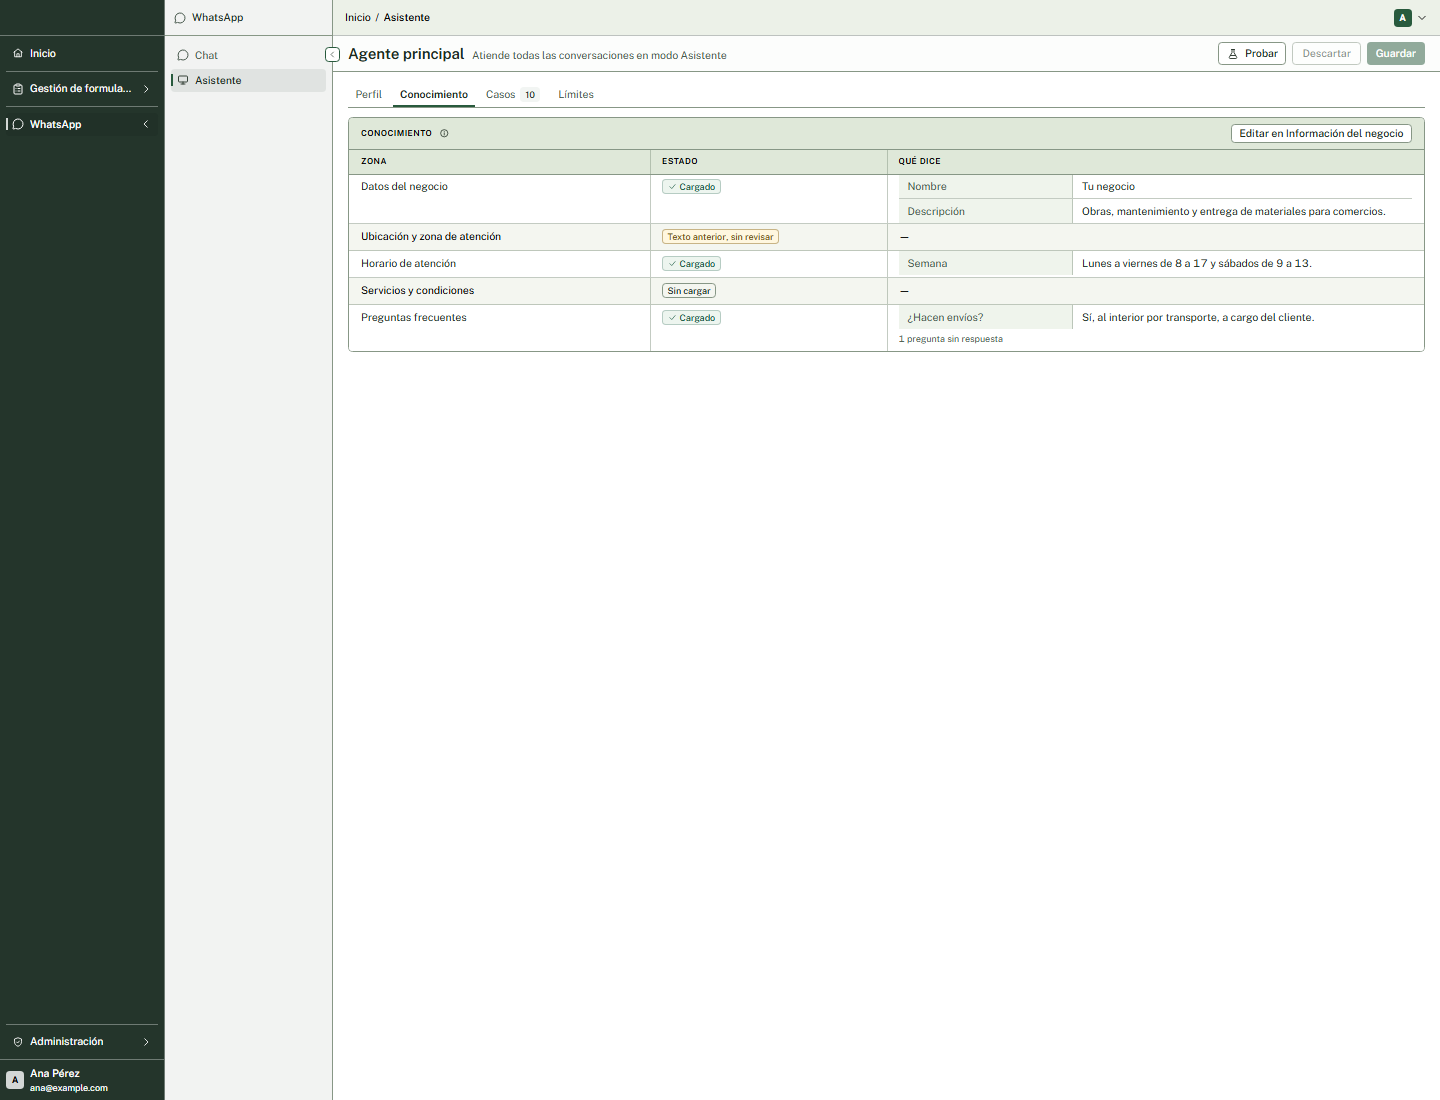 WhatsApp
Inicio / Asistente
A
Inicio
Gestión de formula...
WhatsApp
Chat
Asistente
Agente principal
Atiende todas las conversaciones en modo Asistente
Probar
Descartar
Guardar
Perfil
Conocimiento
Casos 10
Límites
CONOCIMIENTO
Editar en Información del negocio
ZONA
ESTADO
QUÉ DICE
Datos del negocio
Cargado
Nombre
Tu negocio
Descripción
Obras, mantenimiento y entrega de materiales para comercios.
Ubicación y zona de atención
Texto anterior, sin revisar
—
Horario de atención
Cargado
Semana
Lunes a viernes de 8 a 17 y sábados de 9 a 13.
Servicios y condiciones
Sin cargar
—
Preguntas frecuentes
Cargado
¿Hacen envíos?
Sí, al interior por transporte, a cargo del cliente.
1 pregunta sin respuesta
Administración
A
Ana Pérez
ana@example.com